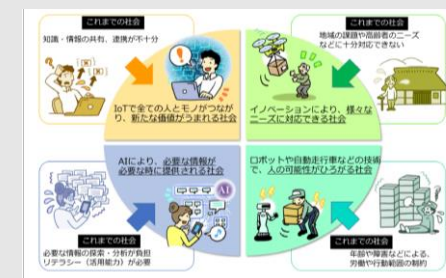 これまでの社会
知識・情報の共有、連携が不十分
IoTで全ての人とモノがつなが
り、新たな価値がうまれる社会
これまでの社会
地域の課題や高齢者のニーズ
などに十分対応できない
イノベーションにより、様々な
ニーズに対応できる社会
AIにより、必要な情報が
必要な時に提供される社会
AI
これまでの社会
必要な情報の探索・分析が負担
リテラシー（活用能力）が必要
ロボットや自動走行車などの技術
で、人の可能性がひろがる社会
これまでの社会
年齢や障害などによる、
労働や行動範囲の制約